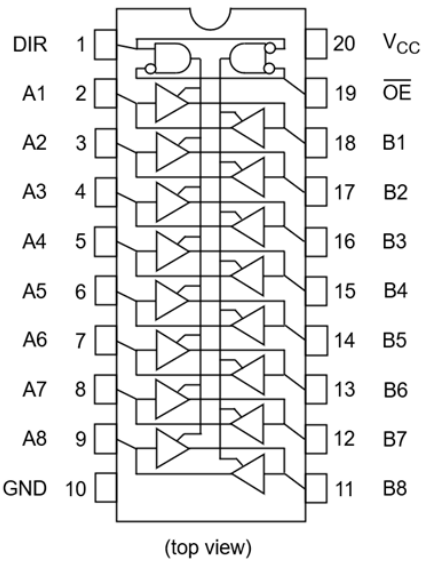 DIR 1 20 V_CC
A1 2 19 O̅E̅
A2 3 18 B1
A3 4 17 B2
A4 5 16 B3
A5 6 15 B4
A6 7 14 B5
A7 8 13 B6
A8 9 12 B7
GND 10 11 B8
(top view)